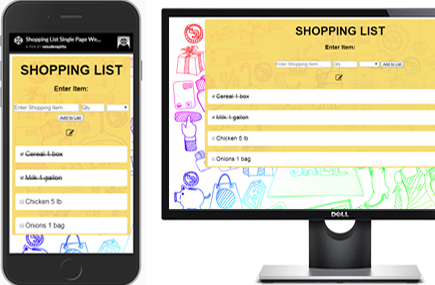 Shopping List Single Page We...
A PEN BY
SHOPPING LIST
Enter Item:
Enter Shopping Item
Qty
Add to List
Cereal 1 box
Milk 1 gallon
Chicken 5 lb
Onions 1 bag
SHOPPING LIST
Enter Item:
Enter Shopping Item
Qty
Add to List
Cereal 1 box
Milk 1 gallon
Chicken 5 lb
Onions 1 bag
DELL